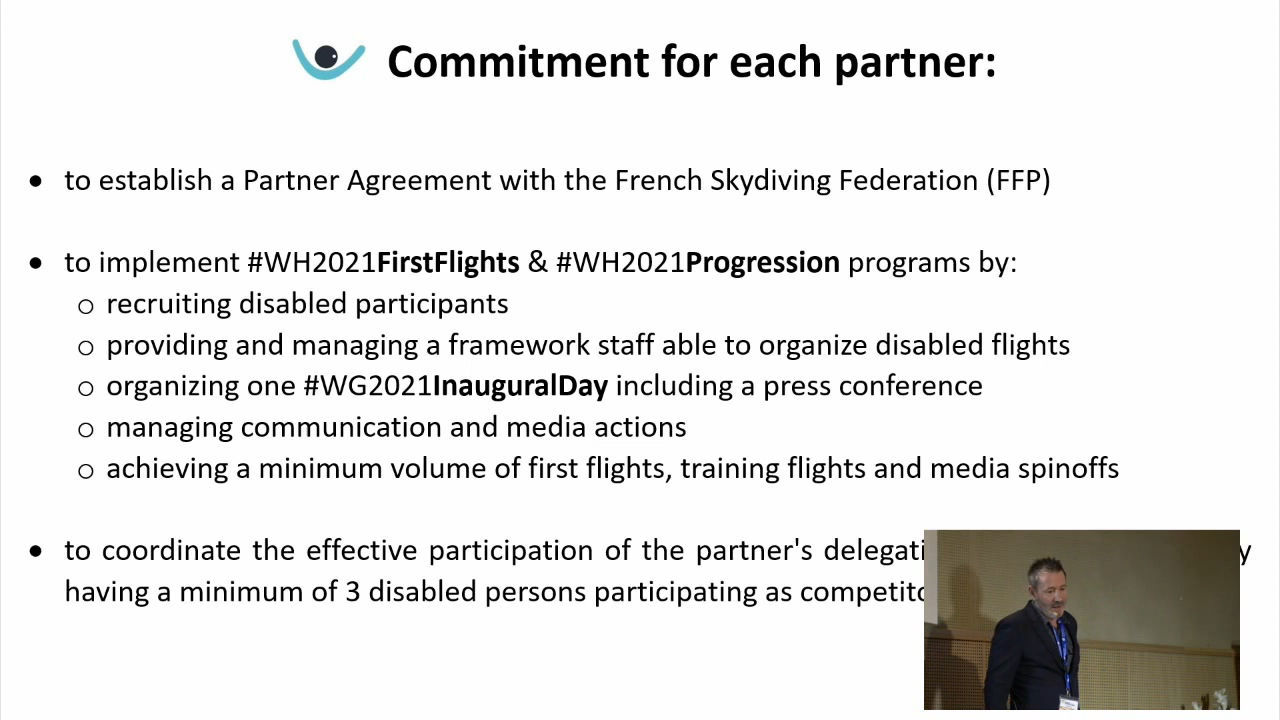 Commitment for each partner:
• to establish a Partner Agreement with the French Skydiving Federation (FFP)
• to implement #WH2021FirstFlights & #WH2021Progression programs by:
o recruiting disabled participants
o providing and managing a framework staff able to organize disabled flights
o organizing one #WG2021InauguralDay including a press conference
o managing communication and media actions
o achieving a minimum volume of first flights, training flights and media spinoffs
• to coordinate the effective participation of the partner's
having a minimum of 3 disabled persons participating as